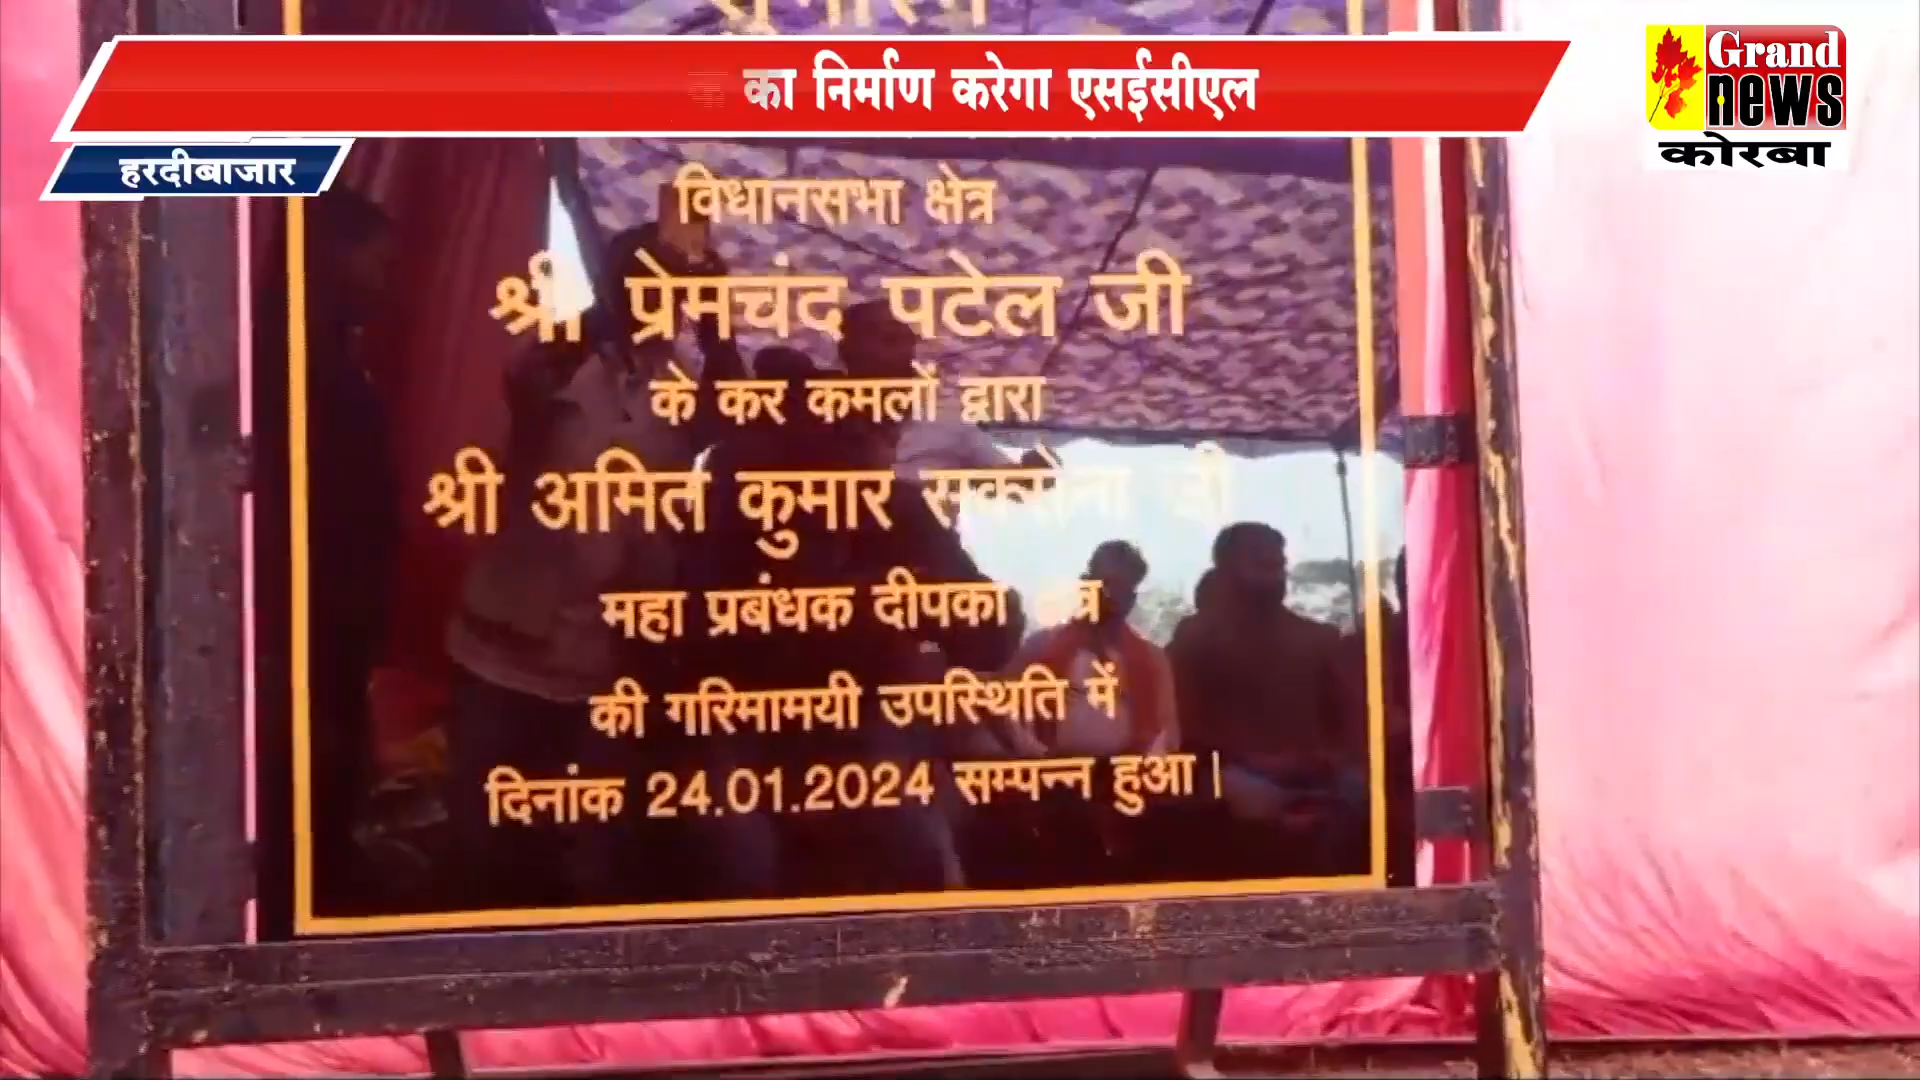 का निर्माण करेगा एसईसीएल
Grand
news
कोरबा
हरदीबाजार
विधानसभा क्षेत्र
श्री प्रेमचंद पटेल जी
के कर कमलों द्वारा
श्री अमित कुमार सक्सेना जी
महा प्रबंधक दीपका क्षेत्र
की गरिमामयी उपस्थिति में
दिनांक 24.01.2024 सम्पन्न हुआ।